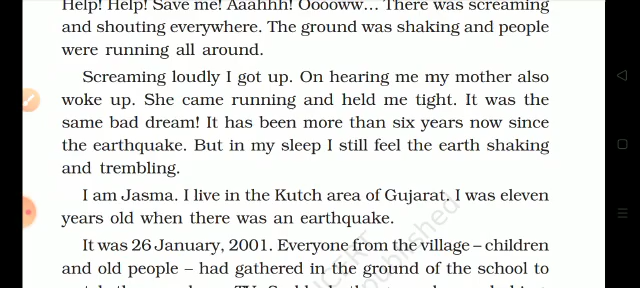 Help! Help! Save me! Aaahhh! Ooooww... There was screaming
and shouting everywhere. The ground was shaking and people
were running all around.
Screaming loudly I got up. On hearing me my mother also
woke up. She came running and held me tight. It was the
same bad dream! It has been more than six years now since
the earthquake. But in my sleep I still feel the earth shaking
and trembling.
I am Jasma. I live in the Kutch area of Gujarat. I was eleven
years old when there was an earthquake.
It was 26 January, 2001. Everyone from the village – children
and old people – had gathered in the ground of the school to